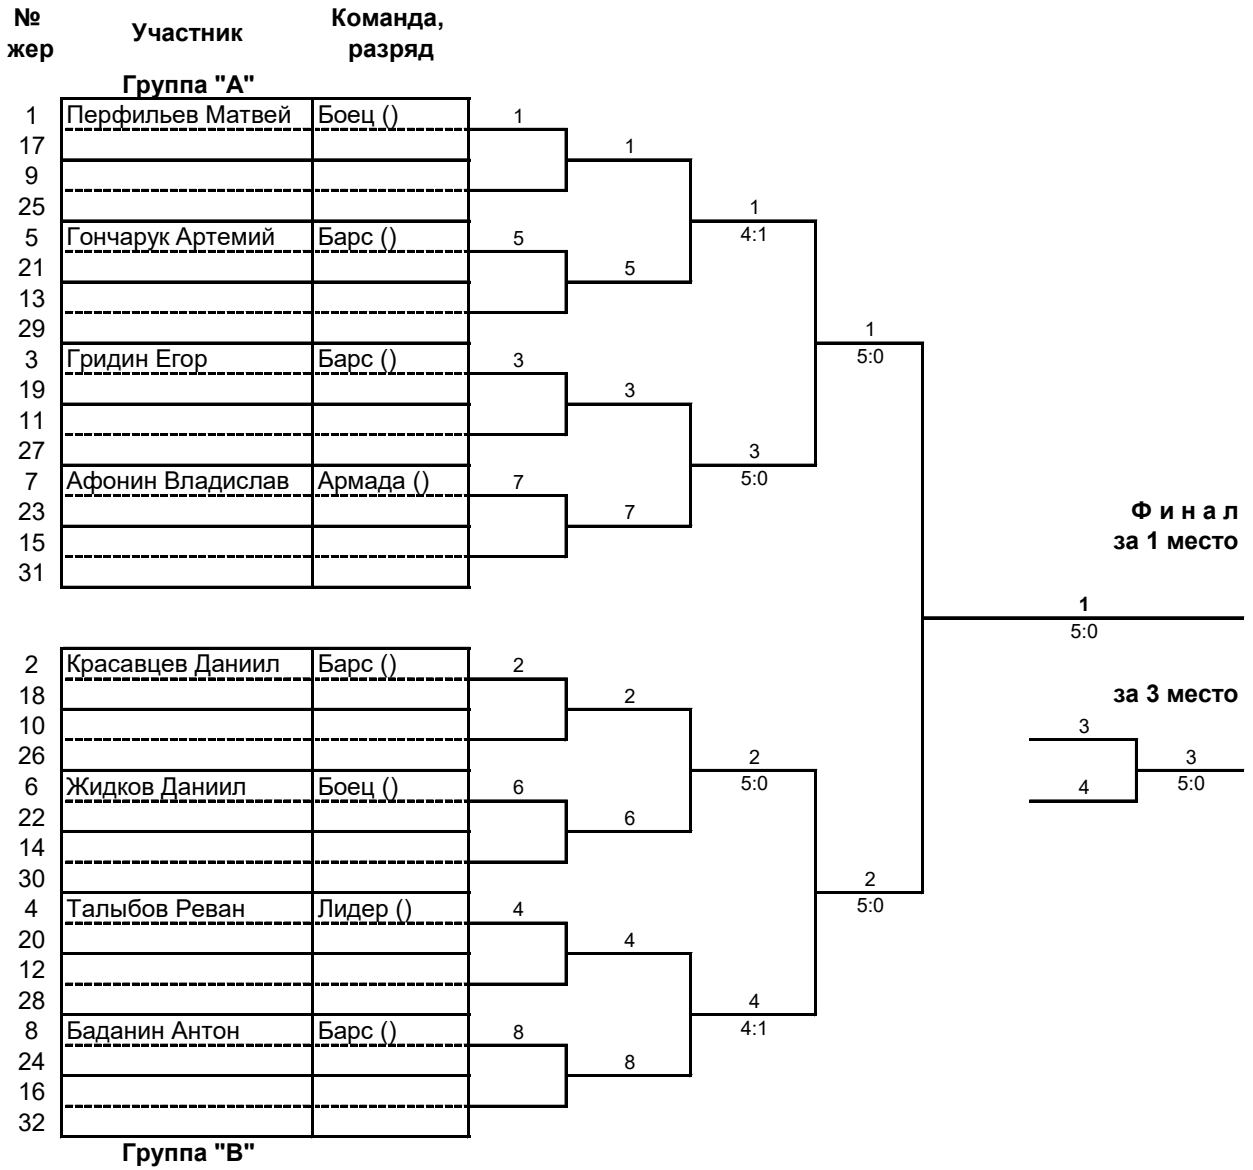 №
жер
Участник
Команда,
разряд
Группа "А"
1 Перфильев Матвей Боец () 1
17 1
9
25 1
5 Гончарук Артемий Барс () 5 4:1
21 5
13
29 1
3 Гридин Егор Барс () 3 5:0
19 3
11
27 3
7 Афонин Владислав Армада () 7 5:0
23 7 Ф и н а л
15 за 1 место
31
1
5:0
2 Красавцев Даниил Барс () 2
18 2 за 3 место
10 3
26 2 3
6 Жидков Даниил Боец () 6 5:0 4 5:0
22 6
14
30 2
4 Талыбов Реван Лидер () 4 5:0
20 4
12
28 4
8 Баданин Антон Барс () 8 4:1
24 8
16
32
Группа "В"